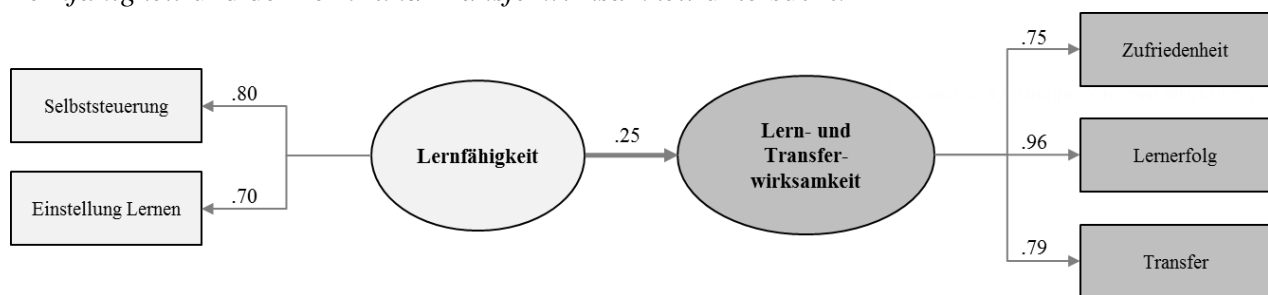 Zufriedenheit
.75
Selbststeuerung
.80
Lernfähigkeit
.25
Lern- und
Transfer-
wirksamkeit
.96
Lernerfolg
Einstellung Lernen
.70
.79
Transfer